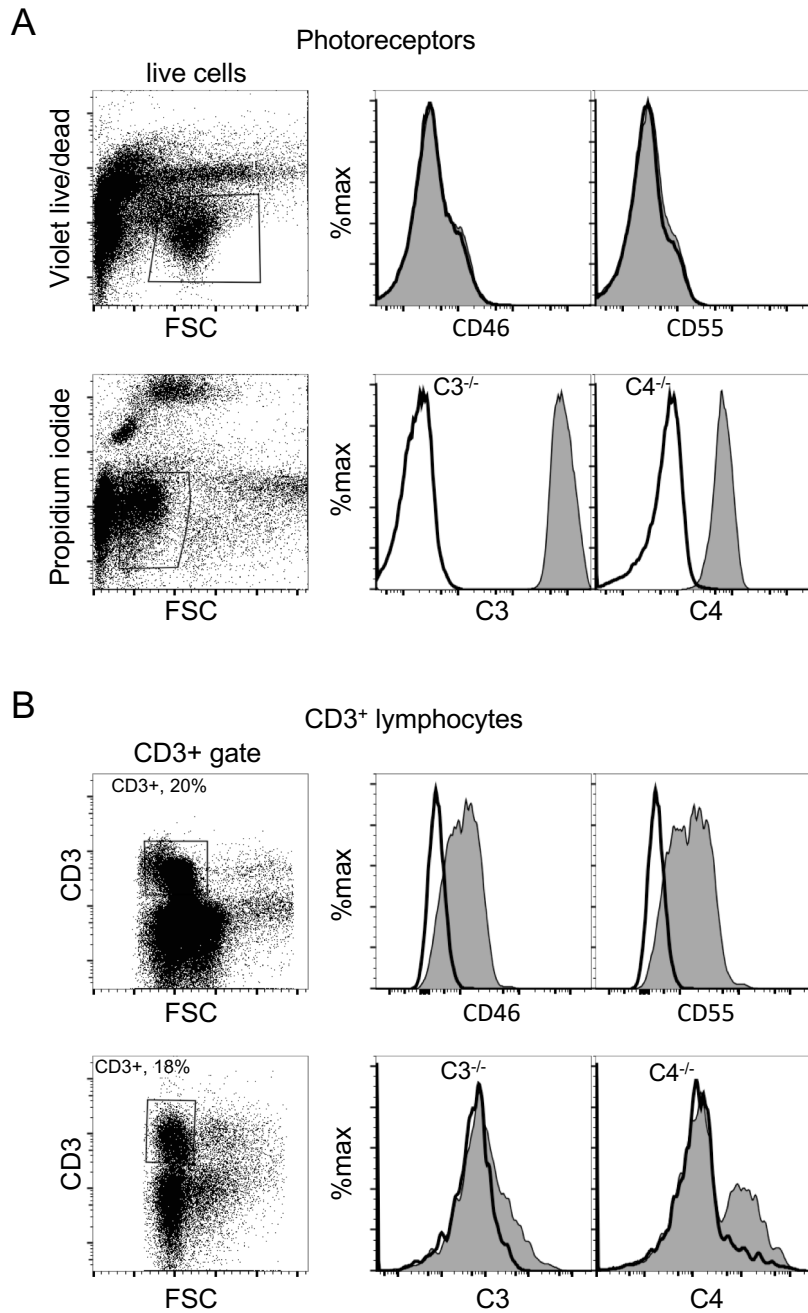 A
Photoreceptors
live cells
Violet live/dead
FSC
%max
CD46
CD55
Propidium iodide
FSC
%max
C3-/-
C3
C4-/-
C4
B
CD3+ lymphocytes
CD3+ gate
CD3+, 20%
CD3
FSC
%max
CD46
CD55
CD3+, 18%
CD3
FSC
%max
C3-/-
C3
C4-/-
C4